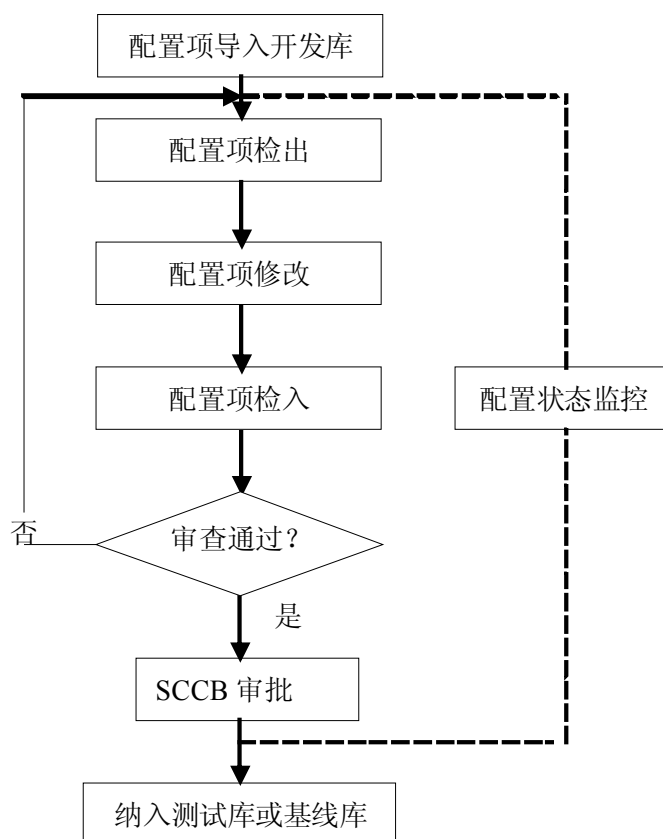 配置项导入开发库
配置项检出
配置项修改
配置项检入
配置状态监控
审查通过？
否
是
SCCB 审批
纳入测试库或基线库